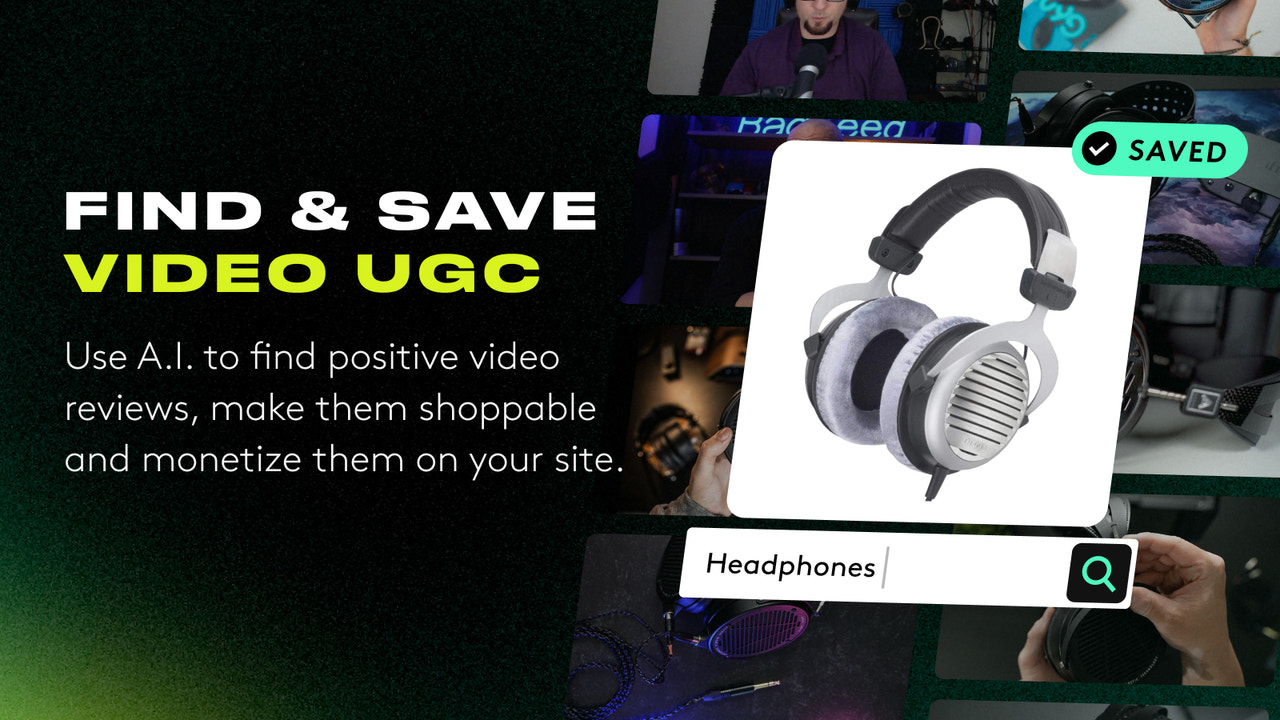 FIND & SAVE
VIDEO UGC
Use A.I. to find positive video
reviews, make them shoppable
and monetize them on your site.
SAVED
Headphones